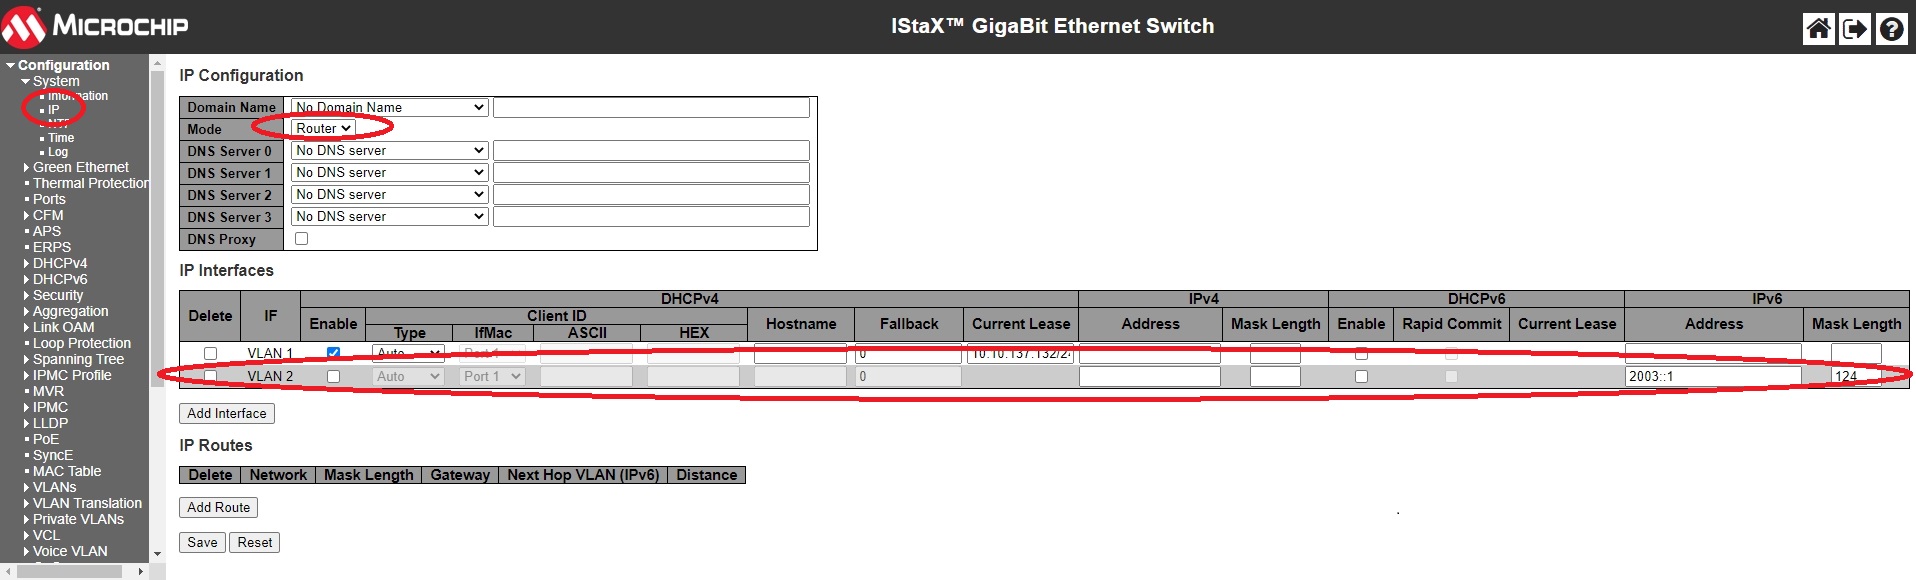 MICROCHIP
IStaX™ GigaBit Ethernet Switch
Configuration
System
Information
IP
NTP
Time
Log
Green Ethernet
Thermal Protection
Ports
CFM
APS
ERPS
DHCPv4
DHCPv6
Security
Aggregation
Link OAM
Loop Protection
Spanning Tree
IPMC Profile
MVR
IPMC
LLDP
PoE
SyncE
MAC Table
VLANs
VLAN Translation
Private VLANs
VCL
Voice VLAN
IP Configuration
Domain Name No Domain Name
Mode Router
DNS Server 0 No DNS server
DNS Server 1 No DNS server
DNS Server 2 No DNS server
DNS Server 3 No DNS server
DNS Proxy
IP Interfaces
DHCPv4 IPv4 DHCPv6 IPv6
Delete IF Enable Client ID Hostname Fallback Current Lease Address Mask Length Enable Rapid Commit Current Lease Address Mask Length
Type IfMac ASCII HEX
VLAN 1 Auto Port 1 0 10.10.137.132/24
VLAN 2 Auto Port 1 0 2003::1 124
Add Interface
IP Routes
Delete Network Mask Length Gateway Next Hop VLAN (IPv6) Distance
Add Route
Save Reset